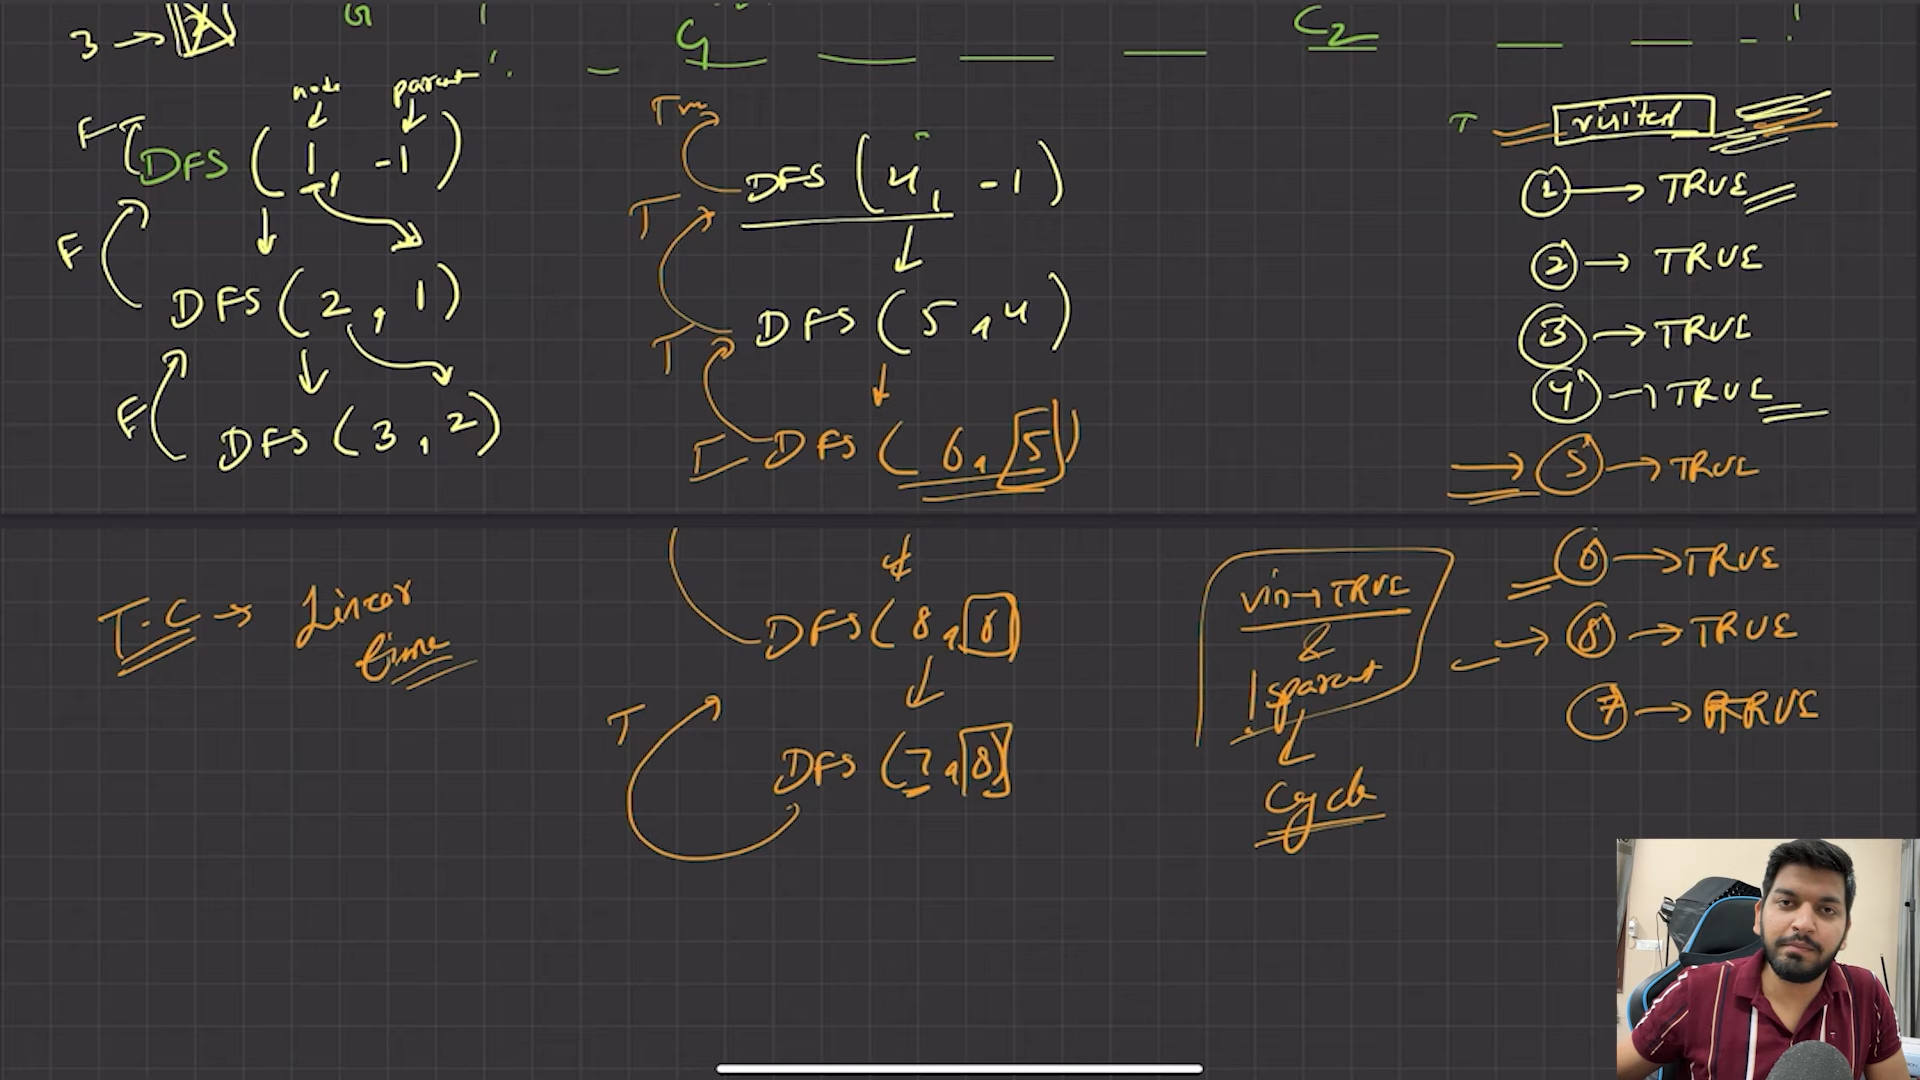 3 →
G
C2
node parent
F DFS ( 1, -1 )
F
DFS ( 2, 1 )
F
DFS ( 3, 2 )
DFS ( 4, -1 )
T
DFS ( 5, 4 )
T
DFS ( 6, 5 )
DFS ( 8, 6 )
T
DFS ( 7, 8 )
T.C → Linear
time
T visited
1 → TRUE
2 → TRUE
3 → TRUE
4 → TRUE
5 → TRUE
6 → TRUE
8 → TRUE
7 → TRUE
vis → TRUE
&
!parent
Cycle